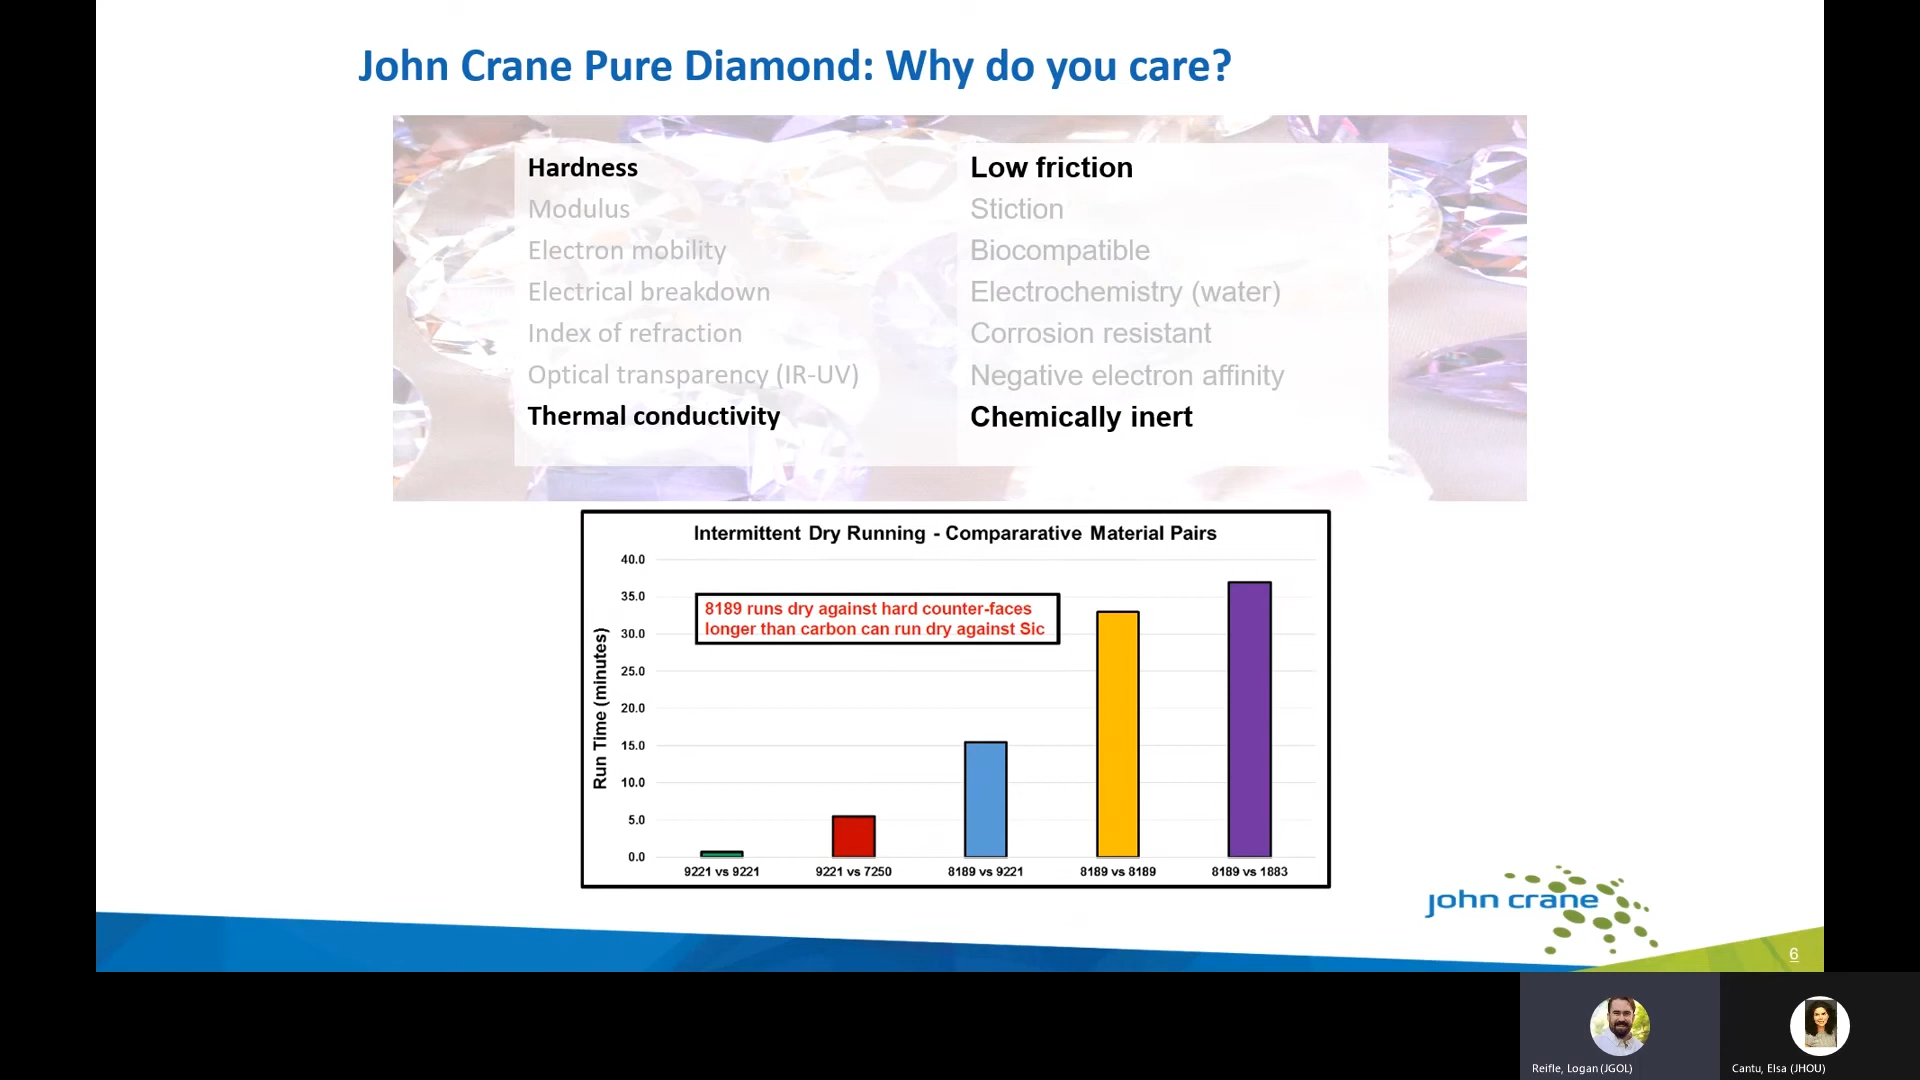 John Crane Pure Diamond: Why do you care?
Hardness
Modulus
Electron mobility
Electrical breakdown
Index of refraction
Optical transparency (IR-UV)
Thermal conductivity
Low friction
Stiction
Biocompatible
Electrochemistry (water)
Corrosion resistant
Negative electron affinity
Chemically inert
Intermittent Dry Running - Compararative Material Pairs
8189 runs dry against hard counter-faces
longer than carbon can run dry against Sic
Run Time (minutes)
40.0
35.0
30.0
25.0
20.0
15.0
10.0
5.0
0.0
9221 vs 9221
9221 vs 7250
8189 vs 9221
8189 vs 8189
8189 vs 1883
john crane
6
Reifle, Logan (JGOL)
Cantu, Elsa (JHOU)